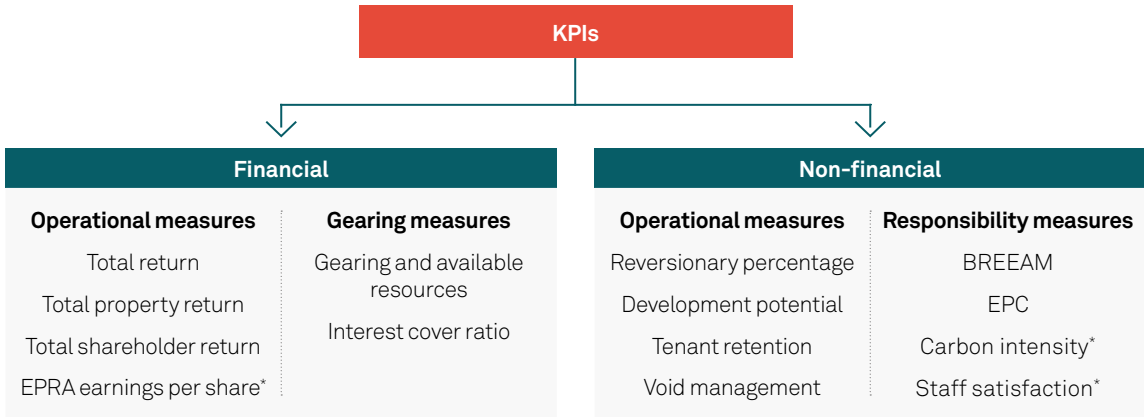 KPIs
Financial
Operational measures
Total return
Total property return
Total shareholder return
EPRA earnings per share*
Gearing measures
Gearing and available
resources
Interest cover ratio
Non-financial
Operational measures
Reversionary percentage
Development potential
Tenant retention
Void management
Responsibility measures
BREEAM
EPC
Carbon intensity*
Staff satisfaction*